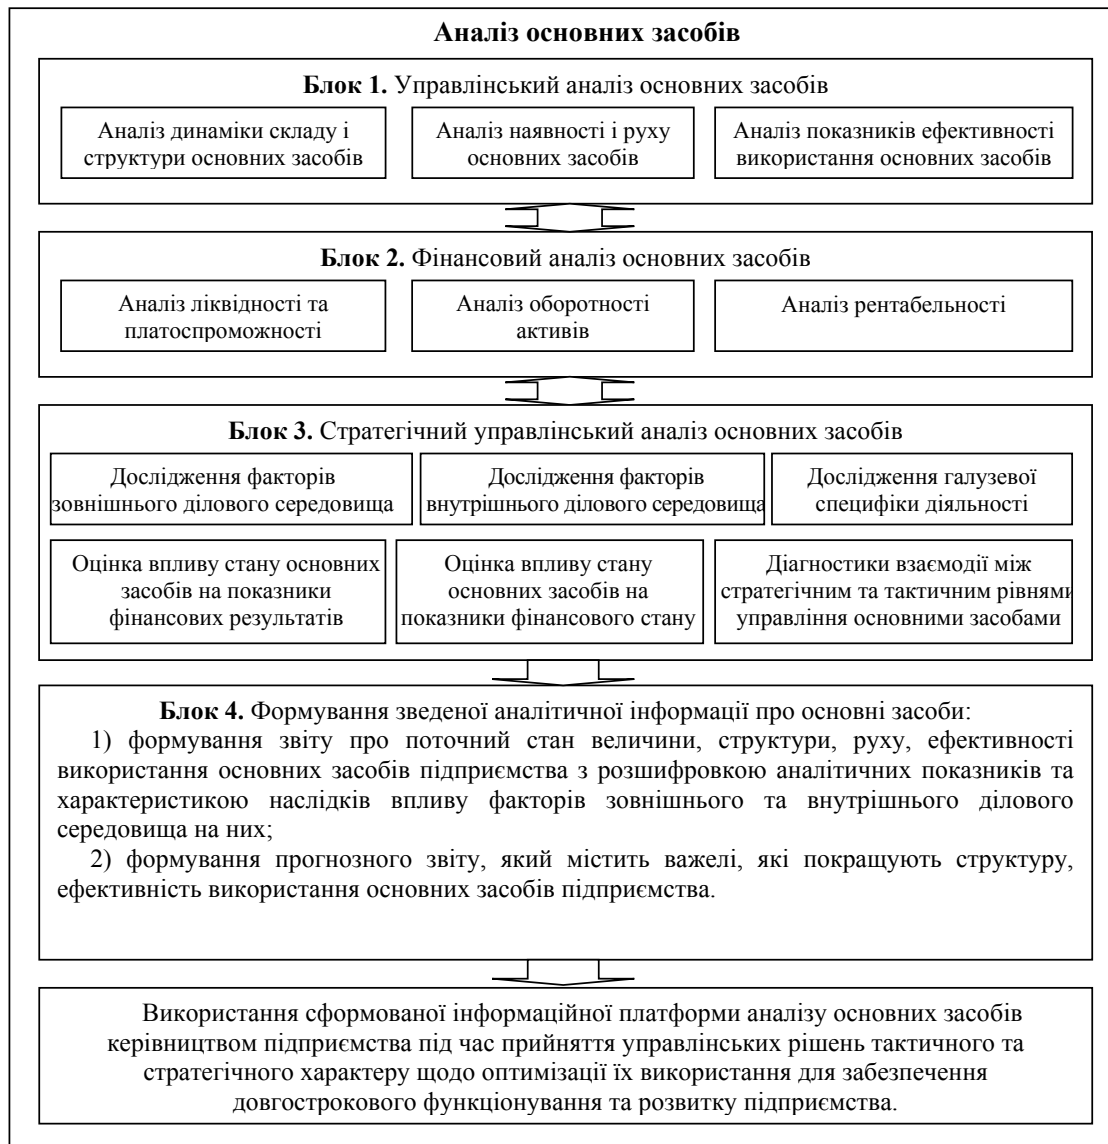 Аналіз основних засобів
Блок 1. Управлінський аналіз основних засобів
Аналіз динаміки складу і
структури основних засобів
Аналіз наявності і руху
основних засобів
Аналіз показників ефективності
використання основних засобів
Блок 2. Фінансовий аналіз основних засобів
Аналіз ліквідності та
платоспроможності
Аналіз оборотності
активів
Аналіз рентабельності
Блок 3. Стратегічний управлінський аналіз основних засобів
Дослідження факторів
зовнішнього ділового середовища
Дослідження факторів
внутрішнього ділового середовища
Дослідження галузевої
специфіки діяльності
Оцінка впливу стану основних
засобів на показники
фінансових результатів
Оцінка впливу стану
основних засобів на
показники фінансового стану
Діагностики взаємодії між
стратегічним та тактичним рівнями
управління основними засобами
Блок 4. Формування зведеної аналітичної інформації про основні засоби:
1) формування звіту про поточний стан величини, структури, руху, ефективності
використання основних засобів підприємства з розшифровкою аналітичних показників та
характеристикою наслідків впливу факторів зовнішнього та внутрішнього ділового
середовища на них;
2) формування прогнозного звіту, який містить важелі, які покращують структуру,
ефективність використання основних засобів підприємства.
Використання сформованої інформаційної платформи аналізу основних засобів
керівництвом підприємства під час прийняття управлінських рішень тактичного та
стратегічного характеру щодо оптимізації їх використання для забезпечення
довгострокового функціонування та розвитку підприємства.